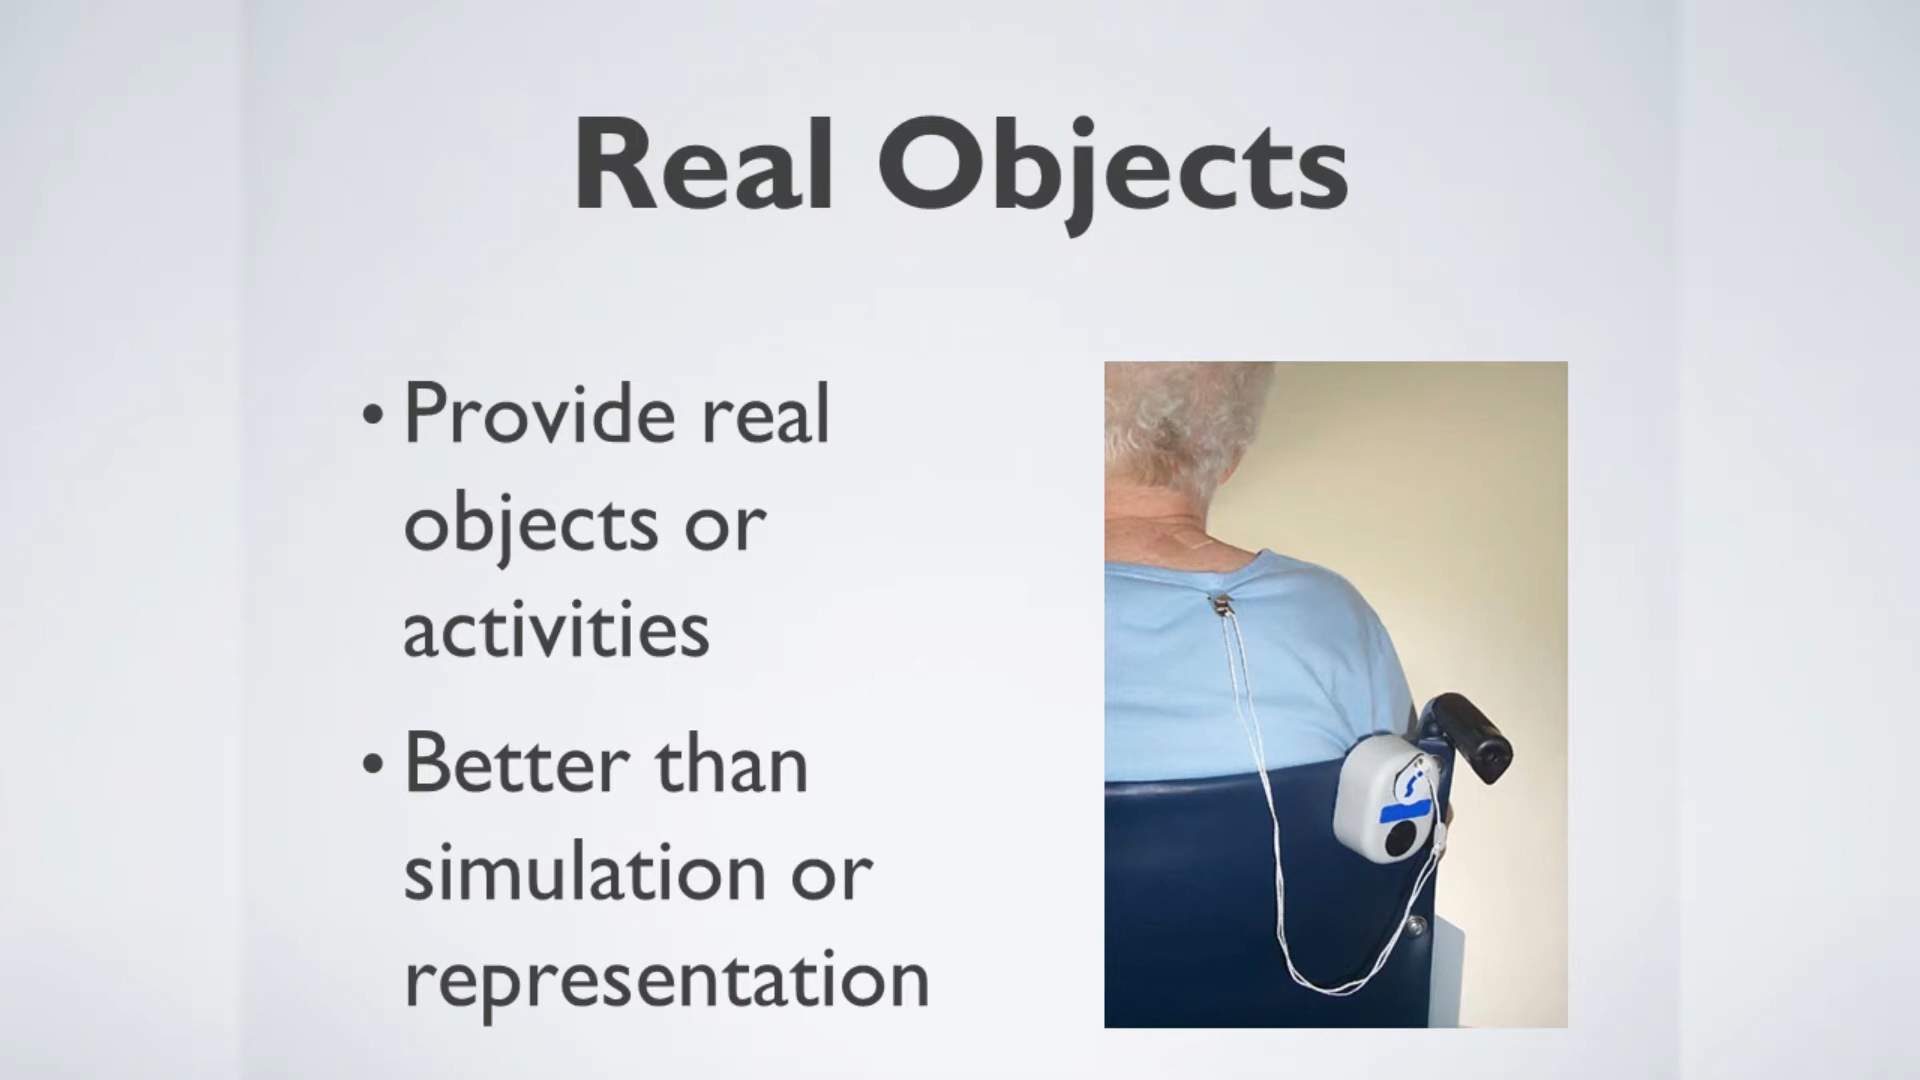 Real Objects
• Provide real
objects or
activities
• Better than
simulation or
representation